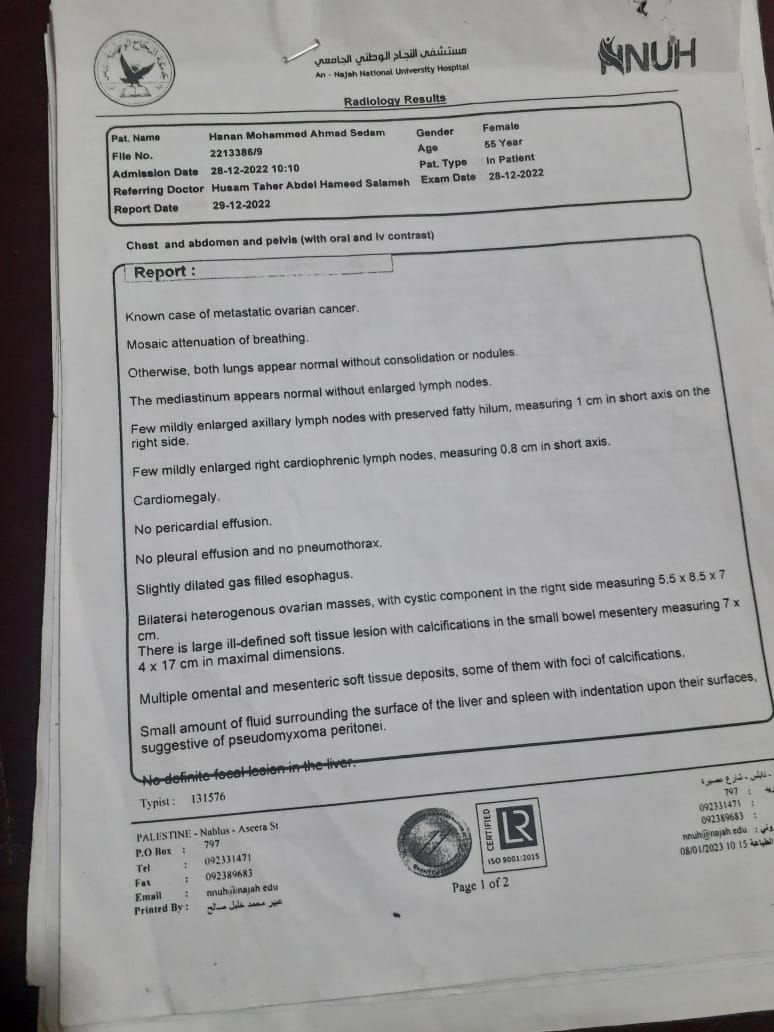 مستشفى النجاح الوطني الجامعي
An - Najah National University Hospital
NNUH
Radiology Results
Pat. Name Hanan Mohammed Ahmad Sedam Gender Female
File No. 2213386/9 Age 55 Year
Admission Date 28-12-2022 10:10 Pat. Type In Patient
Referring Doctor Husam Taher Abdel Hameed Salameh Exam Date 28-12-2022
Report Date 29-12-2022
Chest and abdomen and pelvis (with oral and iv contrast)
Report :
Known case of metastatic ovarian cancer.
Mosaic attenuation of breathing.
Otherwise, both lungs appear normal without consolidation or nodules.
The mediastinum appears normal without enlarged lymph nodes.
Few mildly enlarged axillary lymph nodes with preserved fatty hilum, measuring 1 cm in short axis on the
right side.
Few mildly enlarged right cardiophrenic lymph nodes, measuring 0.8 cm in short axis.
Cardiomegaly.
No pericardial effusion.
No pleural effusion and no pneumothorax.
Slightly dilated gas filled esophagus.
Bilateral heterogenous ovarian masses, with cystic component in the right side measuring 5.5 x 8.5 x 7
cm.
There is large ill-defined soft tissue lesion with calcifications in the small bowel mesentery measuring 7 x
4 x 17 cm in maximal dimensions.
Multiple omental and mesenteric soft tissue deposits, some of them with foci of calcifications.
Small amount of fluid surrounding the surface of the liver and spleen with indentation upon their surfaces,
suggestive of pseudomyxoma peritonei.
No definite focal lesion in the liver.
Typist : 131576
PALESTINE - Nablus - Aseera St
P.O Box : 797
Tel : 092331471
Fax : 092389683
Email : nnuh@najah.edu
Printed By : عبير محمد خليل صالح
CERTIFIED
LR
ISO 9001:2015
Page 1 of 2
نابلس - شارع عصيرة
797 :
092331471 :
092389683 :
nnuh@najah.edu :
08/01/2023 10:15